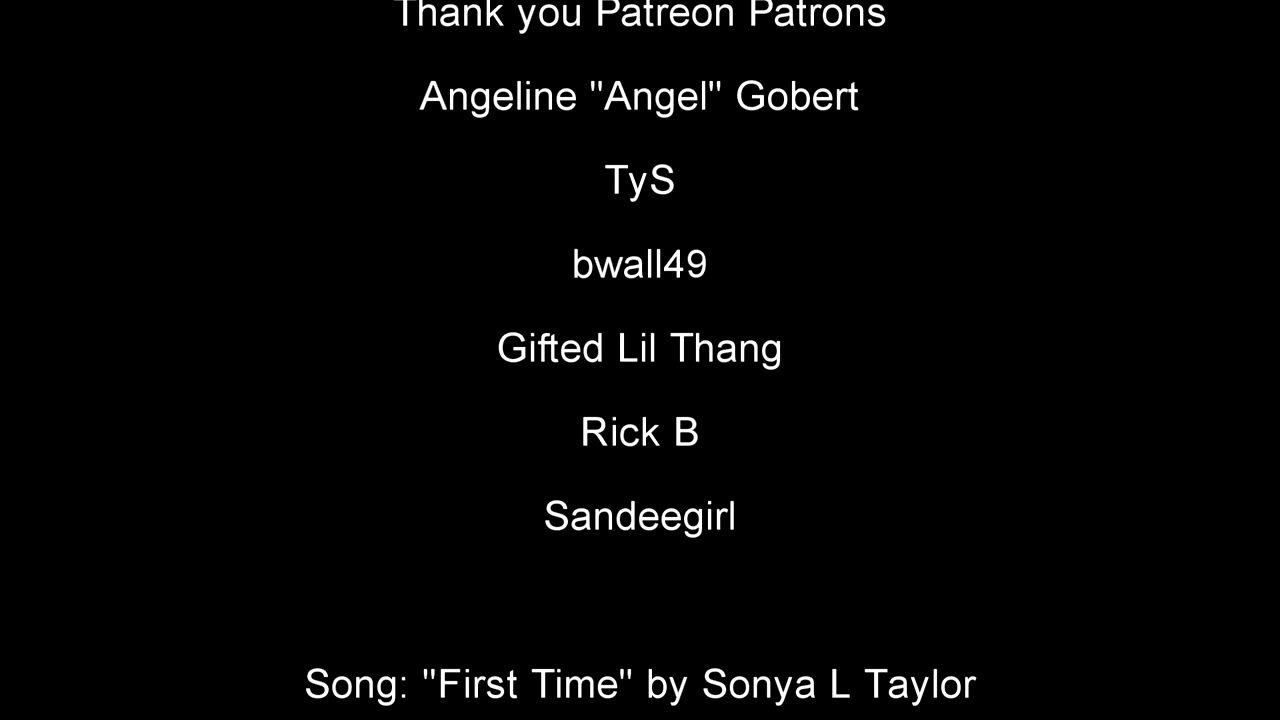 Thank you Patreon Patrons
Angeline "Angel" Gobert
TyS
bwall49
Gifted Lil Thang
Rick B
Sandeegirl
Song: "First Time" by Sonya L Taylor